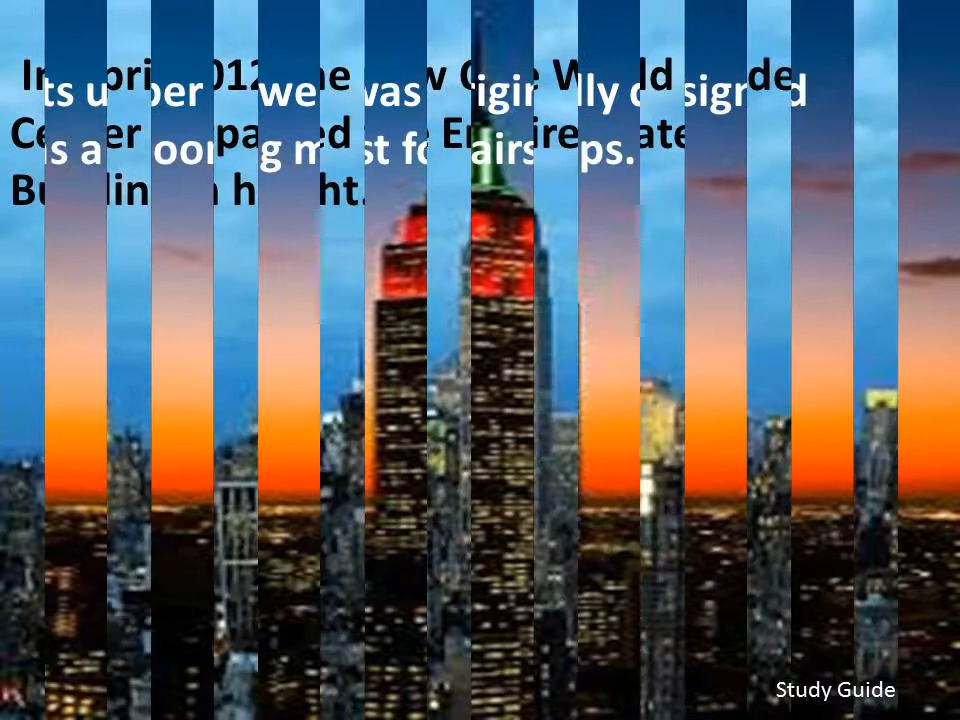 In April 2012 the new One World Trade
Its upper tower was originally designed
Center surpassed the Empire State
as a mooring mast for airships.
Building in height.
Study Guide